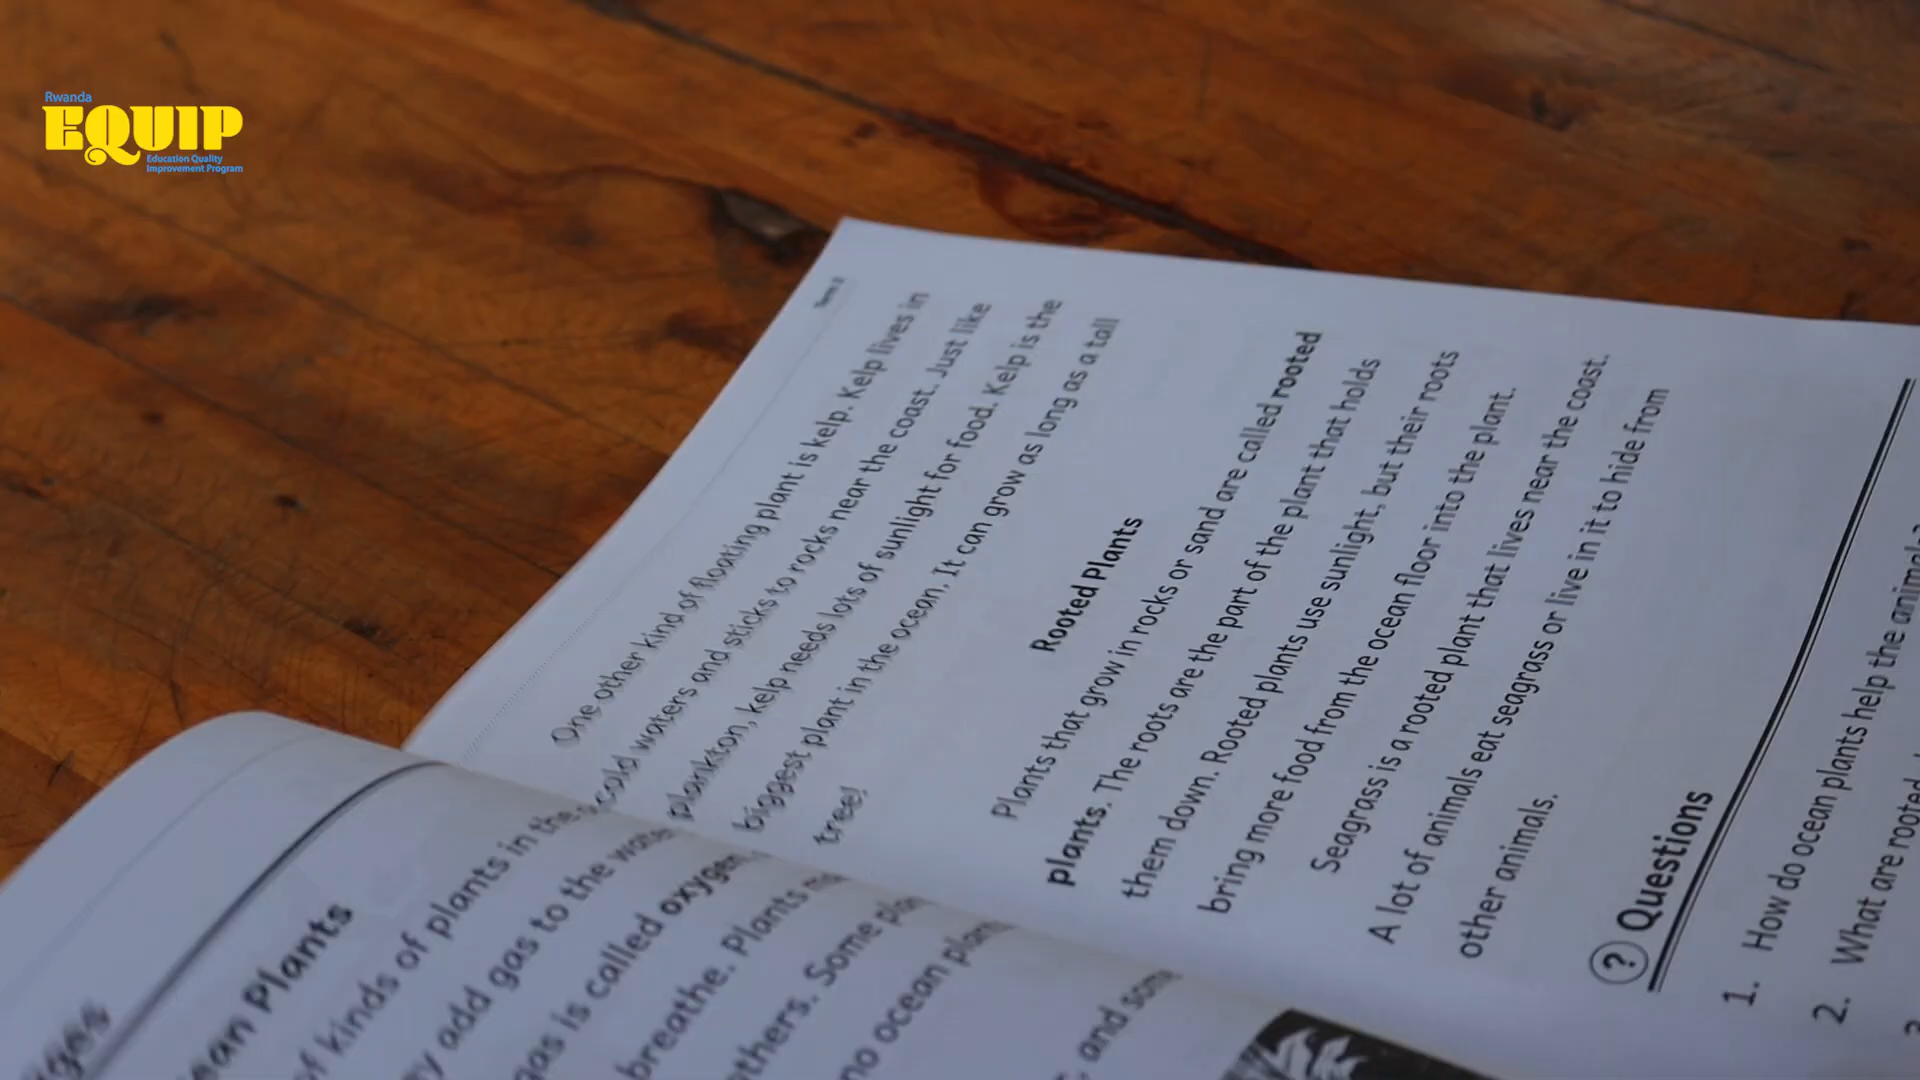 Rwanda
EQUIP
Education Quality
Improvement Program
ean Plants
of kinds of plants in the
add gas to the water
gas is called oxygen.
breathe. Plants
others. Some
no ocean plants
, and some
One other kind of floating plant is kelp. Kelp lives in
cold waters and sticks to rocks near the coast. Just like
plankton, kelp needs lots of sunlight for food. Kelp is the
biggest plant in the ocean. It can grow as long as a tall
tree!
Rooted Plants
Plants that grow in rocks or sand are called rooted
plants. The roots are the part of the plant that holds
them down. Rooted plants use sunlight, but their roots
bring more food from the ocean floor into the plant.
Seagrass is a rooted plant that lives near the coast.
A lot of animals eat seagrass or live in it to hide from
other animals.
? Questions
1. How do ocean plants help the animals?
2. What are rooted